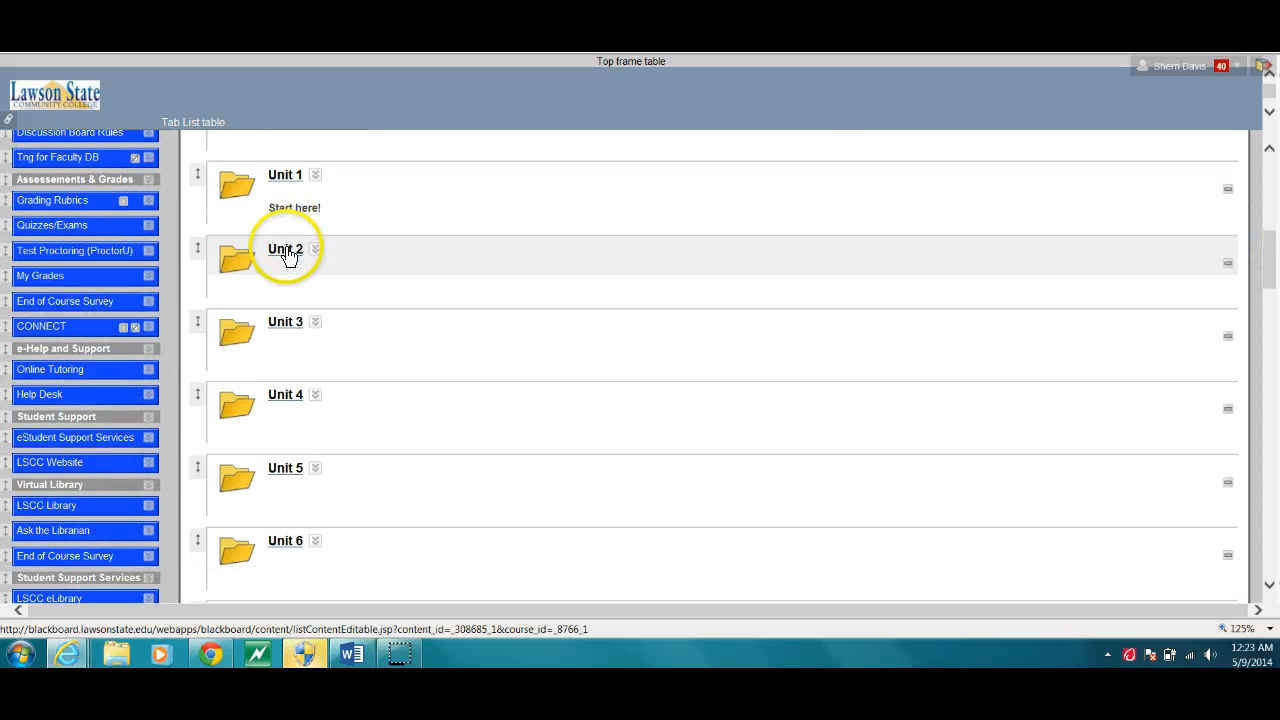 Top frame table
Sherri Davis 40
Lawson State
COMMUNITY COLLEGE
Tab List table
Discussion Board Rules
Tng for Faculty DB
Assessements & Grades
Grading Rubrics
Quizzes/Exams
Test Proctoring (ProctorU)
My Grades
End of Course Survey
CONNECT
e-Help and Support
Online Tutoring
Help Desk
Student Support
eStudent Support Services
LSCC Website
Virtual Library
LSCC Library
Ask the Librarian
End of Course Survey
Student Support Services
LSCC eLibrary
Unit 1
Start here!
Unit 2
Unit 3
Unit 4
Unit 5
Unit 6
http://blackboard.lawsonstate.edu/webapps/blackboard/content/listContentEditable.jsp?content_id=_308685_1&course_id=_8766_1
125%
12:23 AM
5/9/2014